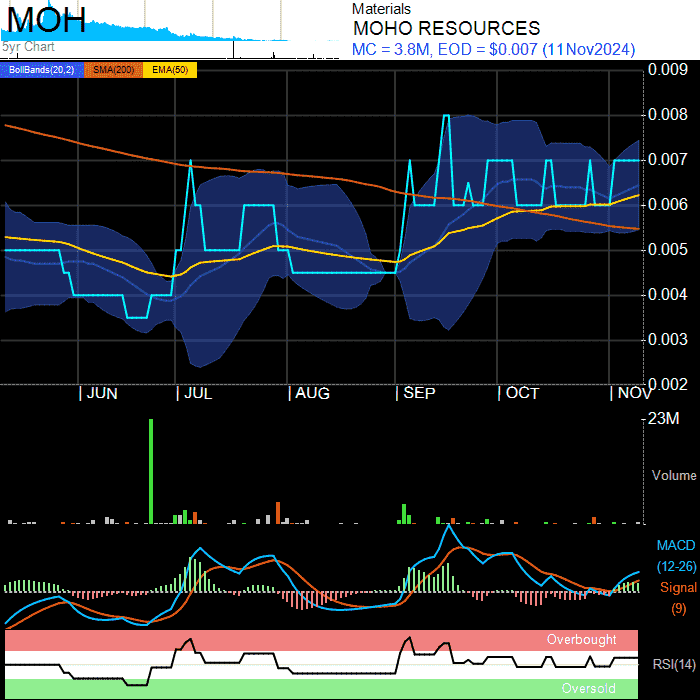 MOH
5yr Chart
Materials
MOHO RESOURCES
MC = 3.8M, EOD = $0.007 (11Nov2024)
BollBands(20,2) SMA(200) EMA(50)
0.009
0.008
0.007
0.006
0.005
0.004
0.003
0.002
JUN JUL AUG SEP OCT NOV
23M
Volume
MACD
(12-26)
Signal
(9)
Overbought
RSI(14)
Oversold